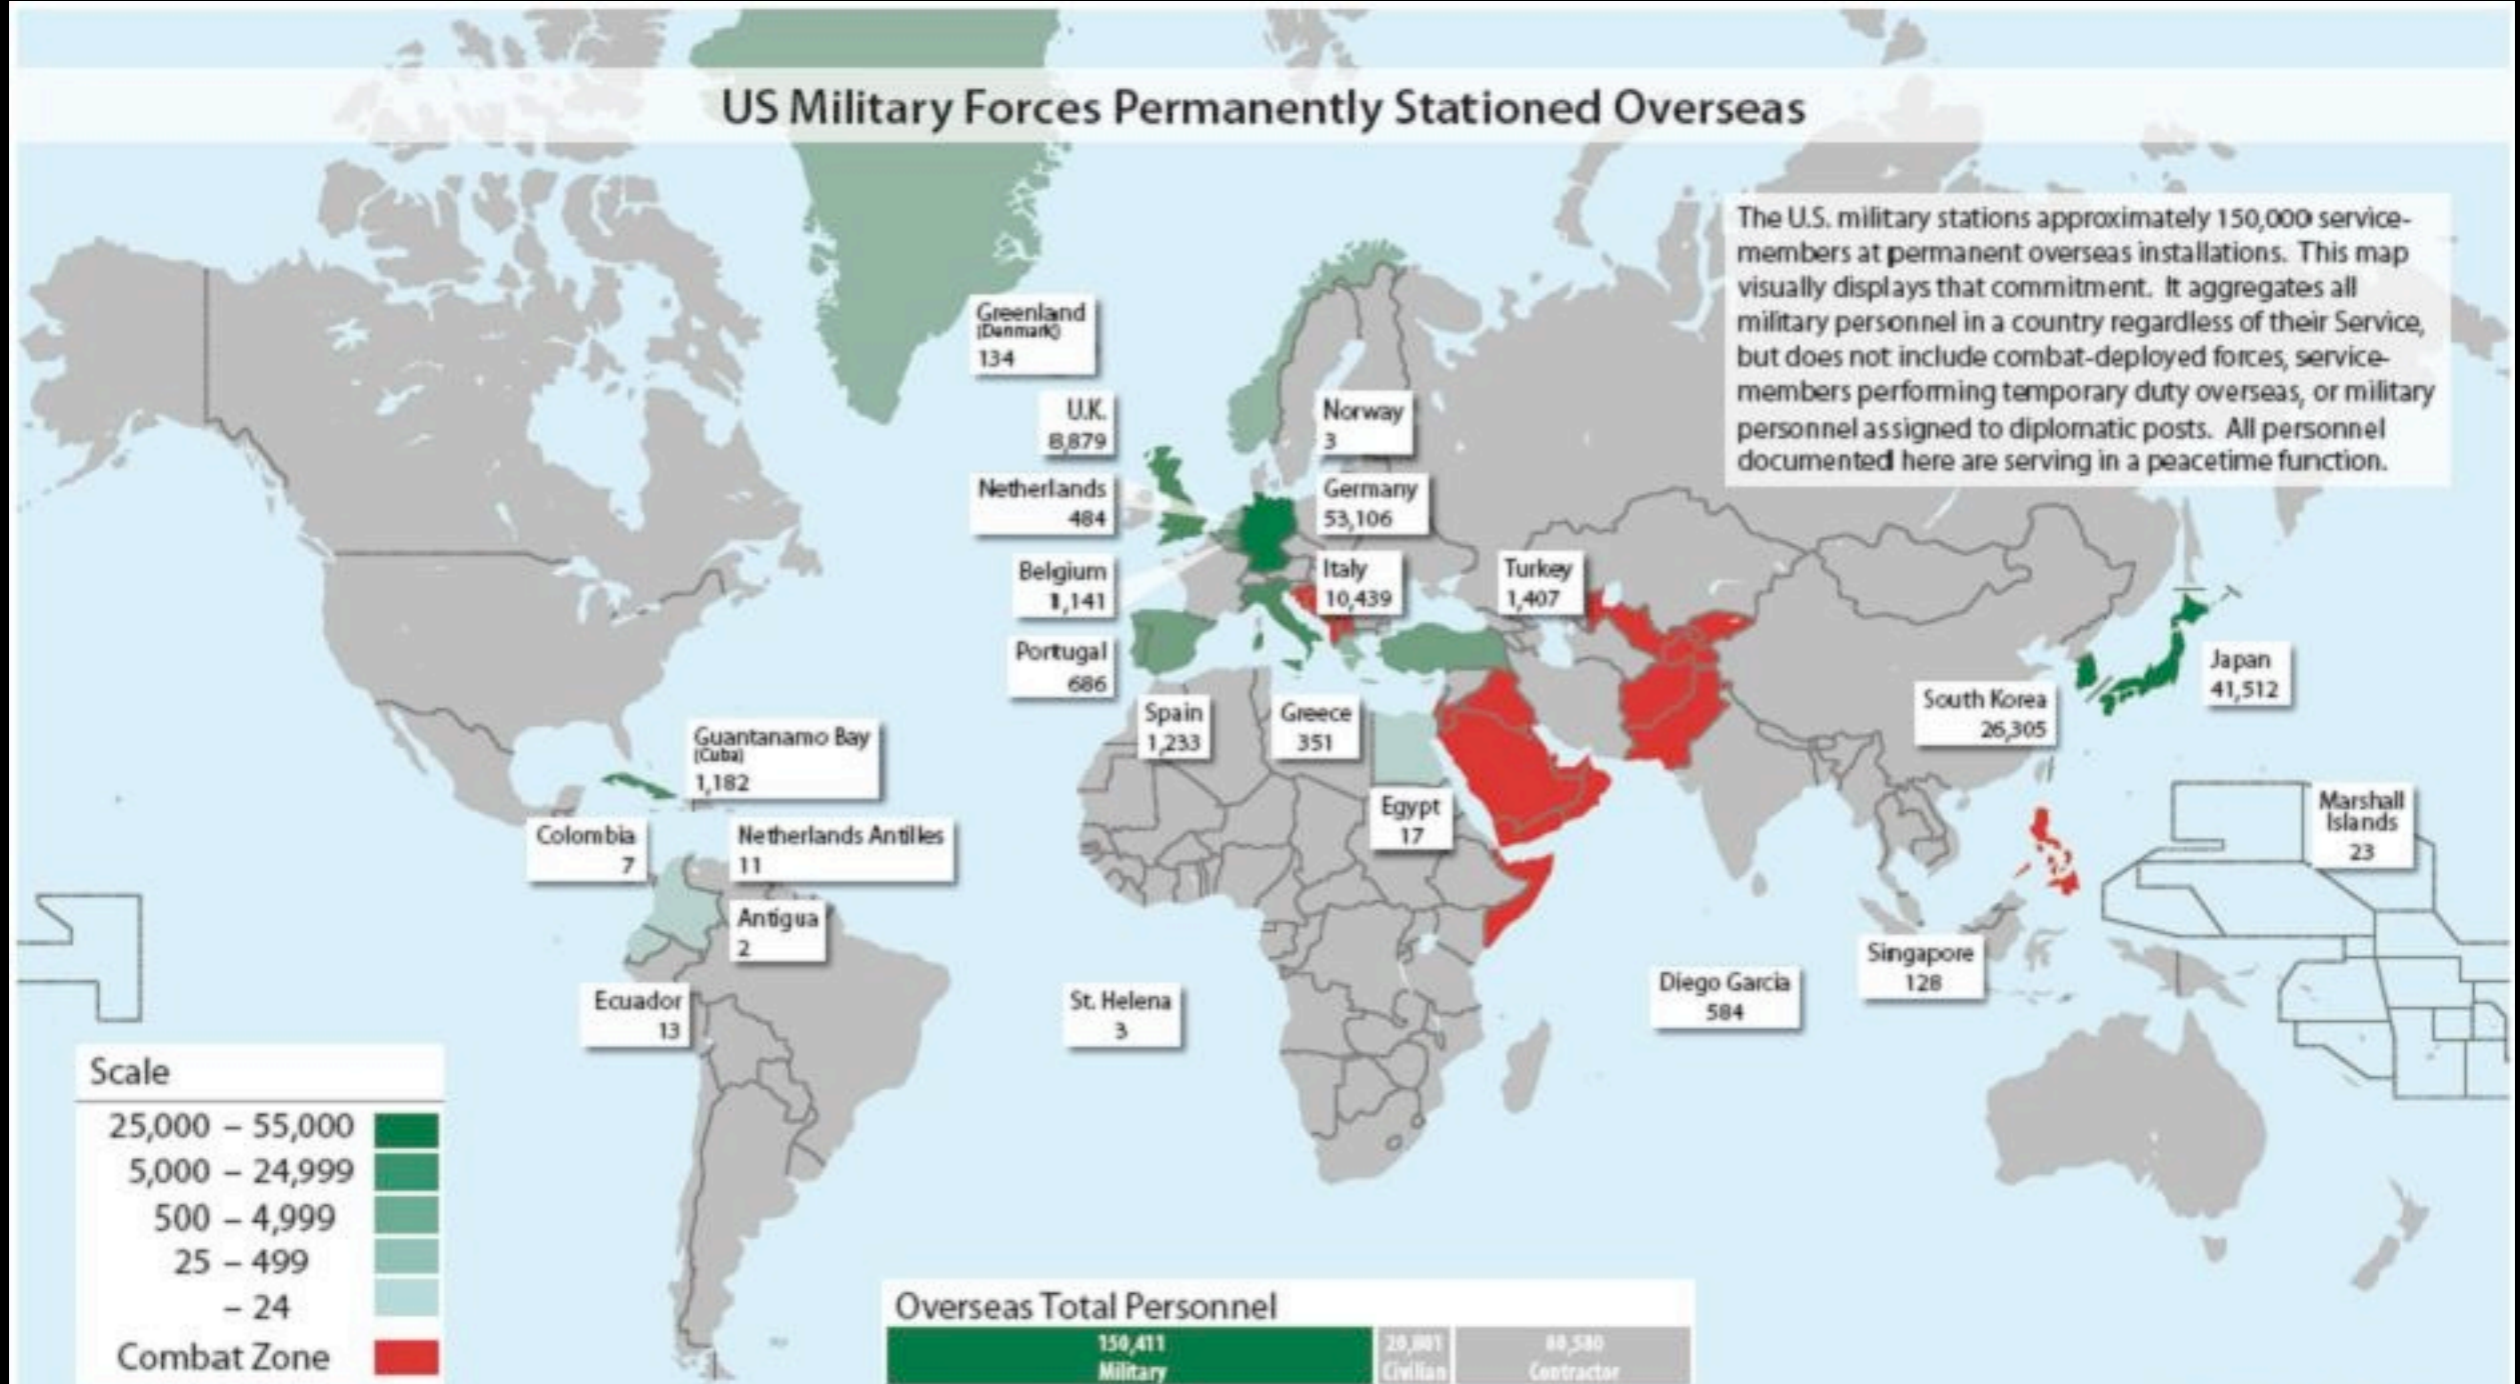 US Military Forces Permanently Stationed Overseas
The U.S. military stations approximately 150,000 service-
members at permanent overseas installations. This map
visually displays that commitment. It aggregates all
military personnel in a country regardless of their Service,
but does not include combat-deployed forces, service-
members performing temporary duty overseas, or military
personnel assigned to diplomatic posts. All personnel
documented here are serving in a peacetime function.
Greenland
(Denmark)
134
U.K.
8,879
Norway
3
Netherlands
484
Germany
53,106
Belgium
1,141
Italy
10,439
Turkey
1,407
Portugal
686
Japan
41,512
South Korea
26,305
Spain
1,233
Greece
351
Guantanamo Bay
(Cuba)
1,182
Egypt
17
Marshall
Islands
23
Colombia
7
Netherlands Antilles
11
Antigua
2
Singapore
128
Diego Garcia
584
Ecuador
13
St. Helena
3
Scale
25,000 – 55,000
5,000 – 24,999
500 – 4,999
25 – 499
– 24
Combat Zone
Overseas Total Personnel
150,411
Military
20,801
Civilian
80,580
Contractor